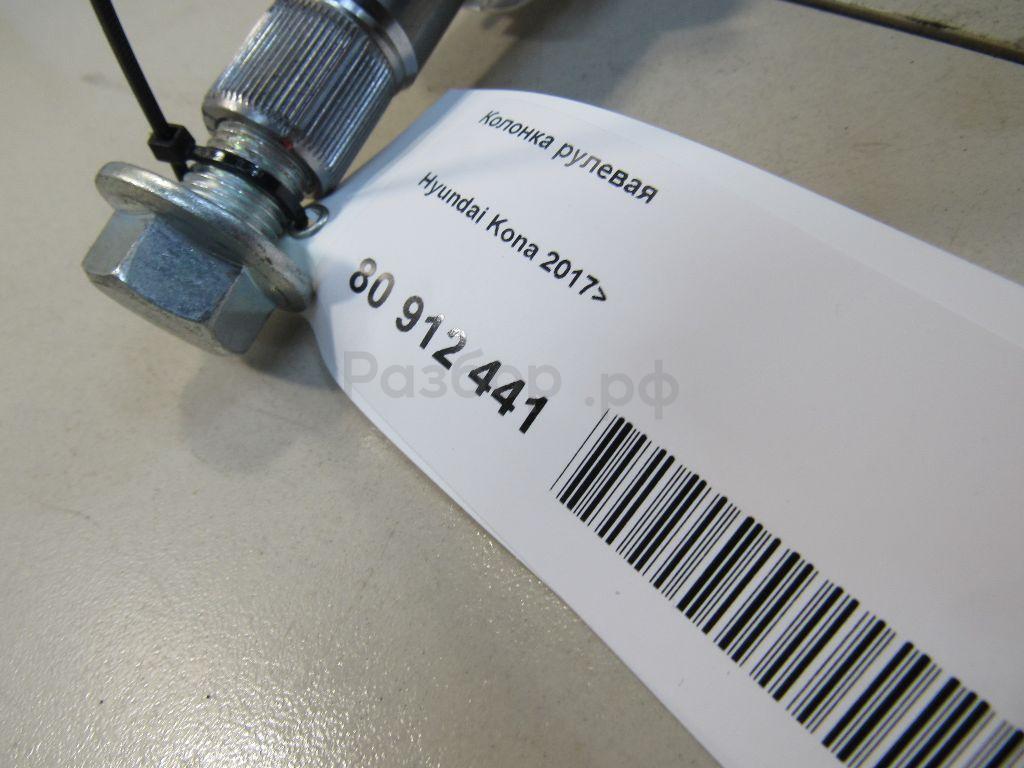 Колонка рулевая
Hyundai Kona 2017>
80 912 441
Разбор.рф